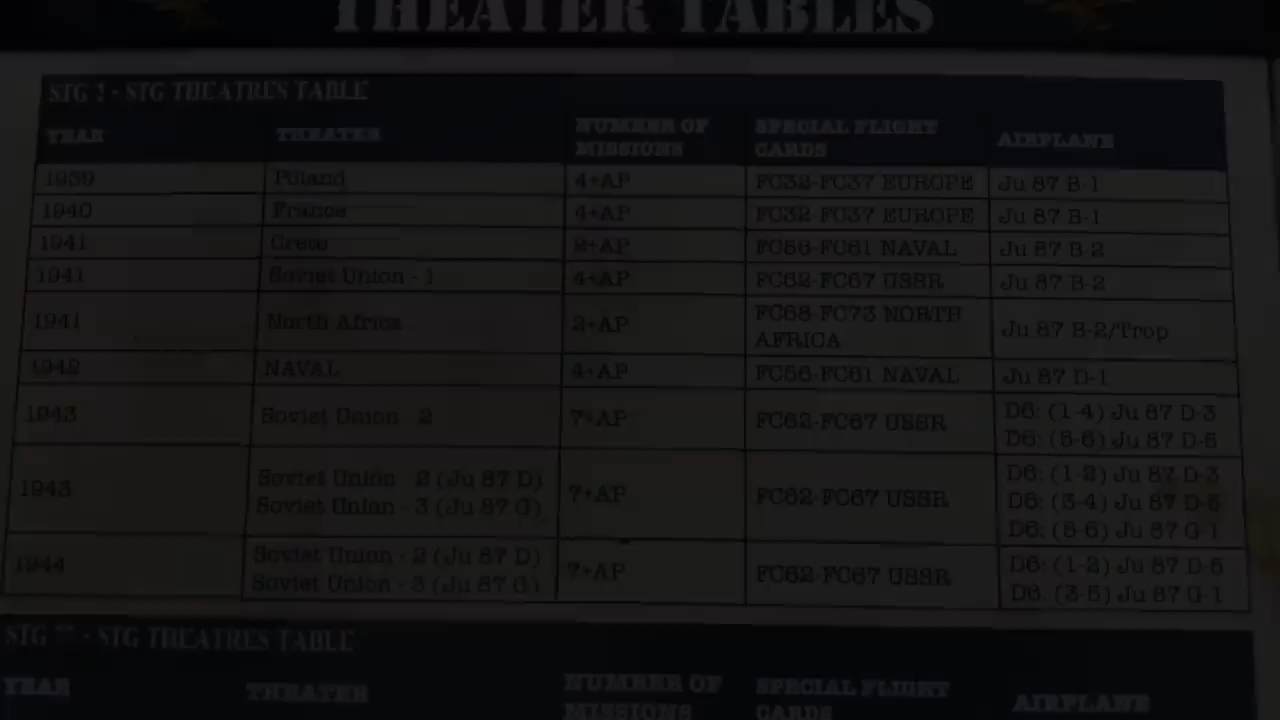 THEATER TABLES
STG 2 - STG THEATRES TABLE
YEAR THEATER NUMBER OF MISSIONS SPECIAL FLIGHT CARDS AIRPLANE
1939 Poland 4+AP FC32-FC37 EUROPE Ju 87 B-1
1940 France 4+AP FC32-FC37 EUROPE Ju 87 B-1
1941 Crete 2+AP FC56-FC61 NAVAL Ju 87 B-2
1941 Soviet Union - 1 4+AP FC62-FC67 USSR Ju 87 B-2
1941 North Africa 2+AP FC68-FC73 NORTH AFRICA Ju 87 B-2/Trop
1942 NAVAL 4+AP FC56-FC61 NAVAL Ju 87 D-1
1943 Soviet Union - 2 7+AP FC62-FC67 USSR D6: (1-4) Ju 87 D-3
D6: (5-6) Ju 87 D-5
1943 Soviet Union - 2 (Ju 87 D) 7+AP FC62-FC67 USSR D6: (1-2) Ju 87 D-3
Soviet Union - 3 (Ju 87 G) D6: (3-4) Ju 87 D-5
D6: (5-6) Ju 87 G-1
1944 Soviet Union - 2 (Ju 87 D) 7+AP FC62-FC67 USSR D6: (1-2) Ju 87 D-5
Soviet Union - 3 (Ju 87 G) D6: (3-5) Ju 87 G-1
STG - STG THEATRES TABLE
YEAR THEATER NUMBER OF MISSIONS SPECIAL FLIGHT CARDS AIRPLANE